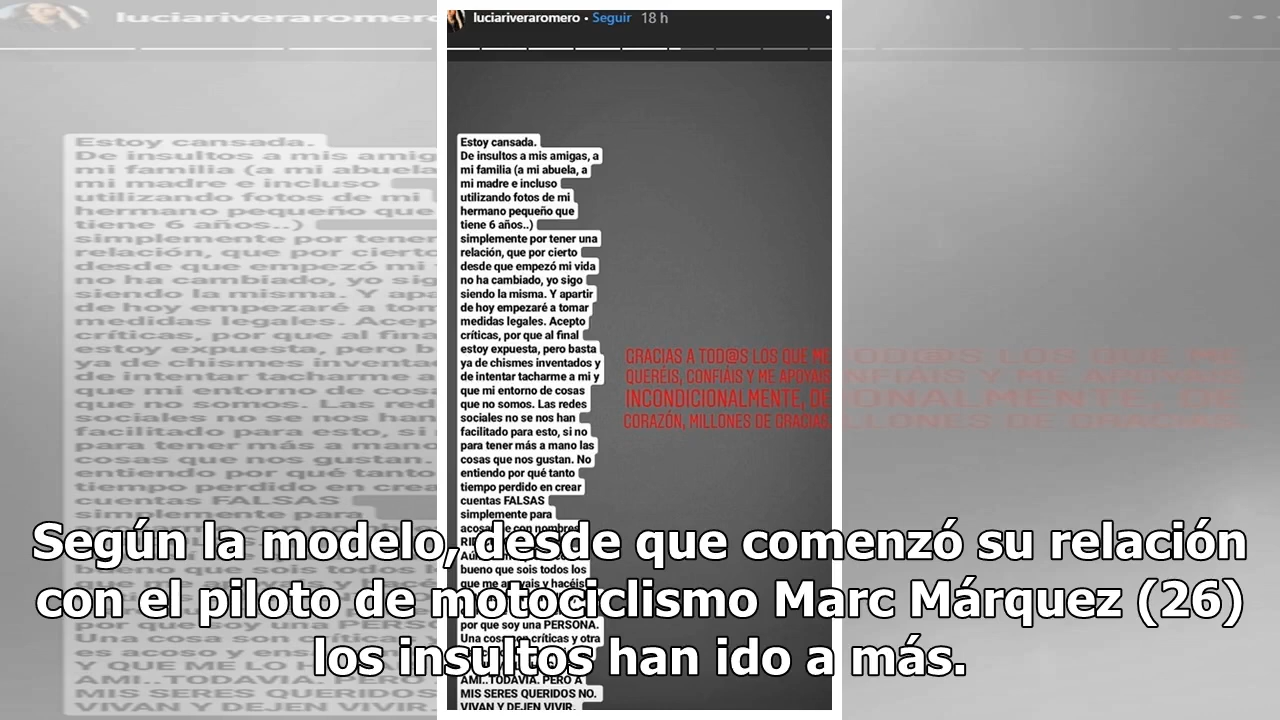 luciariveraromero
luciariveraromero • Seguir 18 h
Estoy cansada.
De insultos a mis amigas, a
mi familia (a mi abuela, a
mi madre e incluso
utilizando fotos de mi
hermano pequeño que
tiene 6 años..)
simplemente por tener una
relación, que por cierto
desde que empezó mi vida
no ha cambiado, yo sigo
siendo la misma. Y apartir
de hoy empezaré a tomar
medidas legales. Acepto
críticas, por que al final
estoy expuesta, pero basta
ya de chismes inventados y
de intentar tacharme a mi y
que mi entorno de cosas
que no somos. Las redes
sociales no se nos han
facilitado para esto, si no
para tener más a mano las
cosas que nos gustan. No
entiendo por qué tanto
tiempo perdido en crear
cuentas FALSAS
simplemente para
con nombres
bueno que sois todos los
que me apoyais y hacéis
por que soy una PERSONA.
Una cosa son críticas y otra
AMI..TODAVIA. PERO A
MIS SERES QUERIDOS NO.
VIVAN Y DEJEN VIVIR.
GRACIAS A TOD@S LOS QUE ME
QUERÉIS, CONFIÁIS Y ME APOYAIS
INCONDICIONALMENTE, DE
CORAZÓN, MILLONES DE GRACIAS.
Según la modelo, desde que comenzó su relación
con el piloto de motociclismo Marc Márquez (26)
los insultos han ido a más.